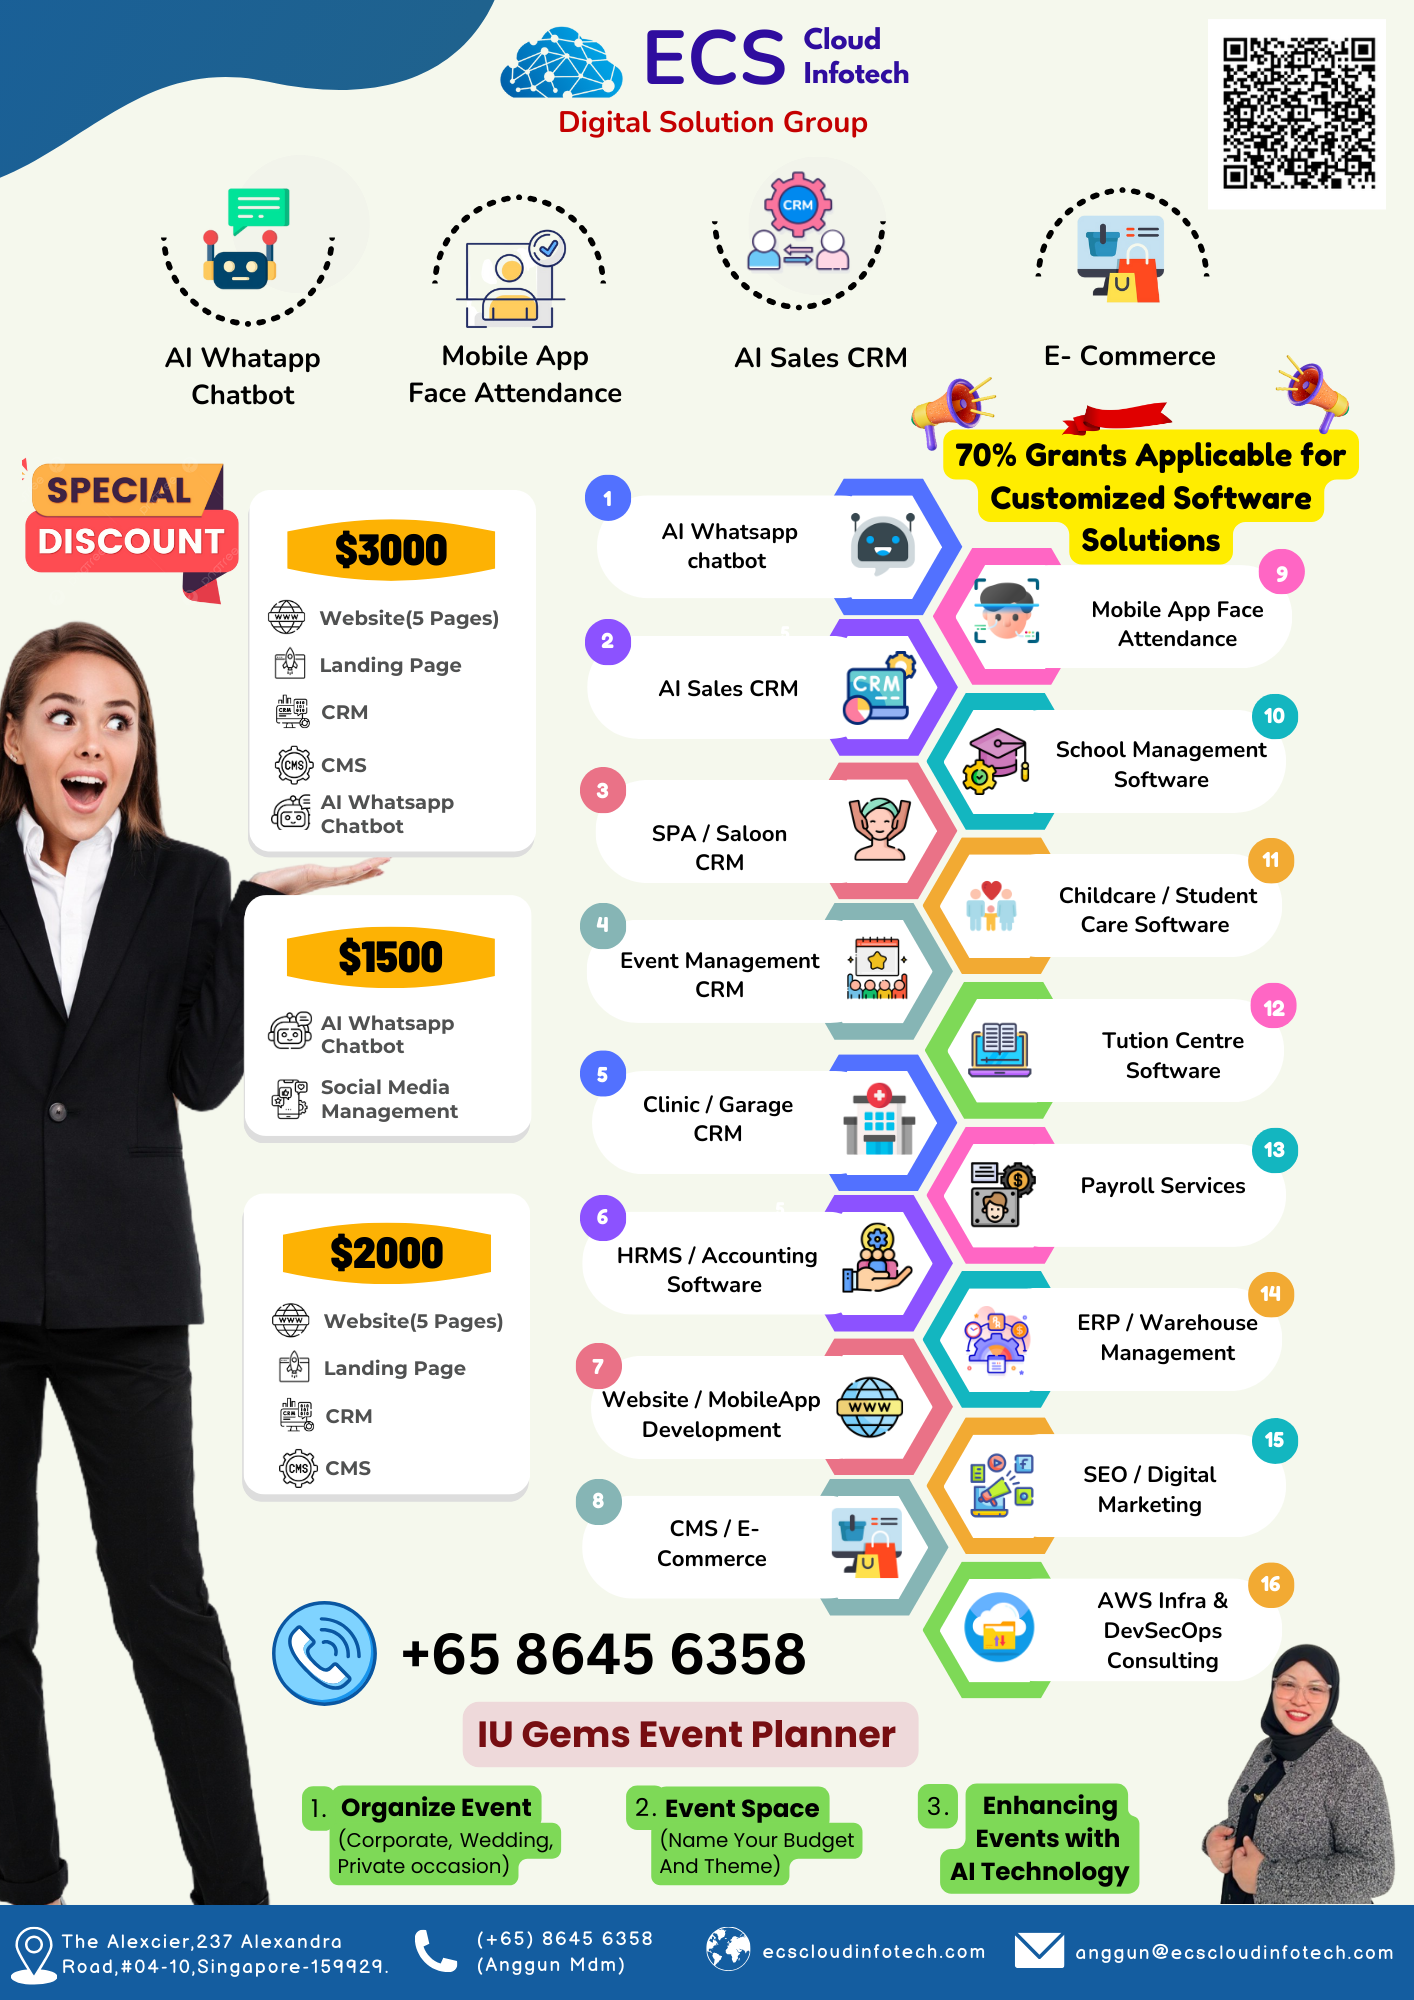 ECS
Cloud
Infotech
Digital Solution Group
CRM
AI Whatapp
Chatbot
Mobile App
Face Attendance
AI Sales CRM
E- Commerce
70% Grants Applicable for
Customized Software
Solutions
SPECIAL
DISCOUNT
$3000
WWW
Website(5 Pages)
Landing Page
CRM
CRM
CMS
CMS
AI Whatsapp
Chatbot
$1500
AI Whatsapp
Chatbot
Social Media
Management
$2000
WWW
Website(5 Pages)
Landing Page
CRM
CRM
CMS
CMS
1
AI Whatsapp
chatbot
2
5
AI Sales CRM
CRM
3
SPA / Saloon
CRM
4
Event Management
CRM
5
Clinic / Garage
CRM
6
5
HRMS / Accounting
Software
7
Website / MobileApp
Development
WWW
8
CMS / E-
Commerce
9
Mobile App Face
Attendance
10
School Management
Software
11
Childcare / Student
Care Software
12
Tution Centre
Software
13
Payroll Services
14
ERP / Warehouse
Management
15
SEO / Digital
Marketing
16
AWS Infra &
DevSecOps
Consulting
+65 8645 6358
IU Gems Event Planner
1. Organize Event
(Corporate, Wedding,
Private occasion)
2. Event Space
(Name Your Budget
And Theme)
3. Enhancing
Events with
AI Technology
The Alexcier,237 Alexandra
Road,#04-10,Singapore-159929.
(+65) 8645 6358
(Anggun Mdm)
ecscloudinfotech.com
anggun@ecscloudinfotech.com